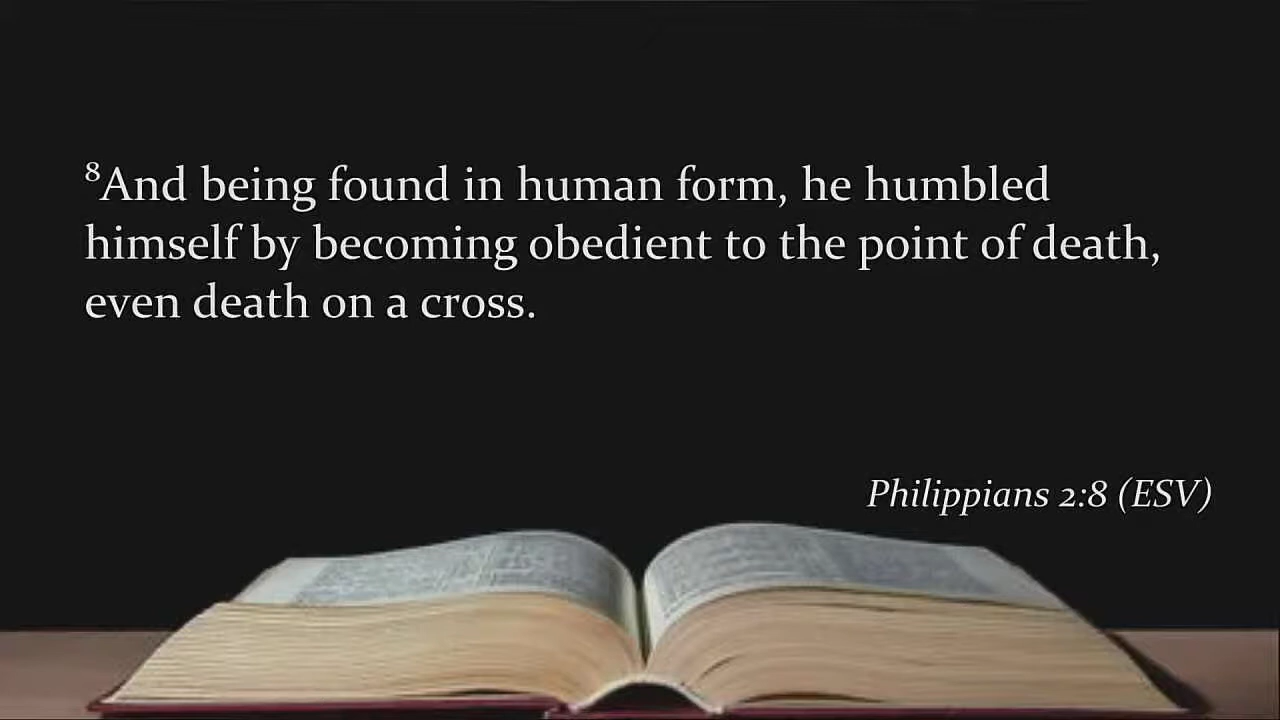 ⁸And being found in human form, he humbled
himself by becoming obedient to the point of death,
even death on a cross.
Philippians 2:8 (ESV)